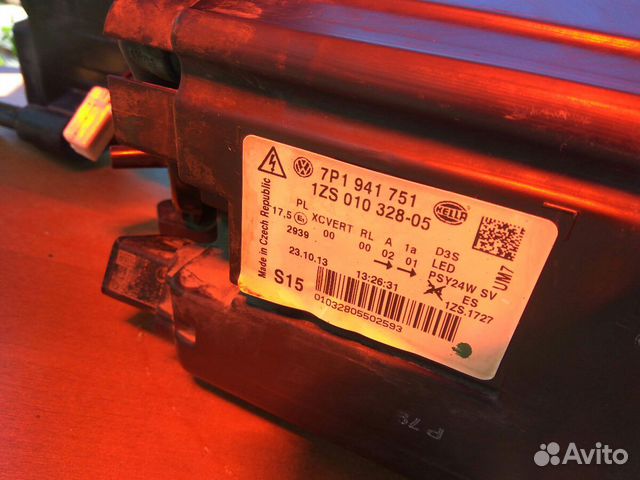 7P1 941 751
1ZS 010 328-05
HELLA
Made in Czech Republic
PL XCVERT RL A 1a D3S
17.5 E8 2939 00 00 02 01 LED
PSY24W SV
23.10.13 13:26:31 ES
S15 1ZS.1727
01032805502593
UM7
P 7
Avito